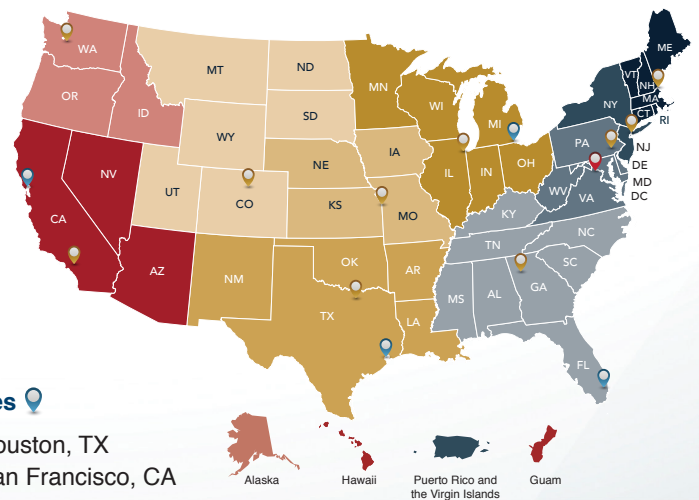 WA
ME
MT
ND
VT
NH
OR
MN
MA
ID
WI
NY
CT
RI
SD
MI
WY
IA
PA
NJ
NE
OH
DE
NV
IL
IN
MD
UT
CO
WV
VA
DC
CA
KS
MO
KY
NC
TN
OK
AZ
NM
AR
SC
MS
AL
GA
TX
LA
FL
es
ouston, TX
an Francisco, CA
Alaska
Hawaii
Puerto Rico and
the Virgin Islands
Guam